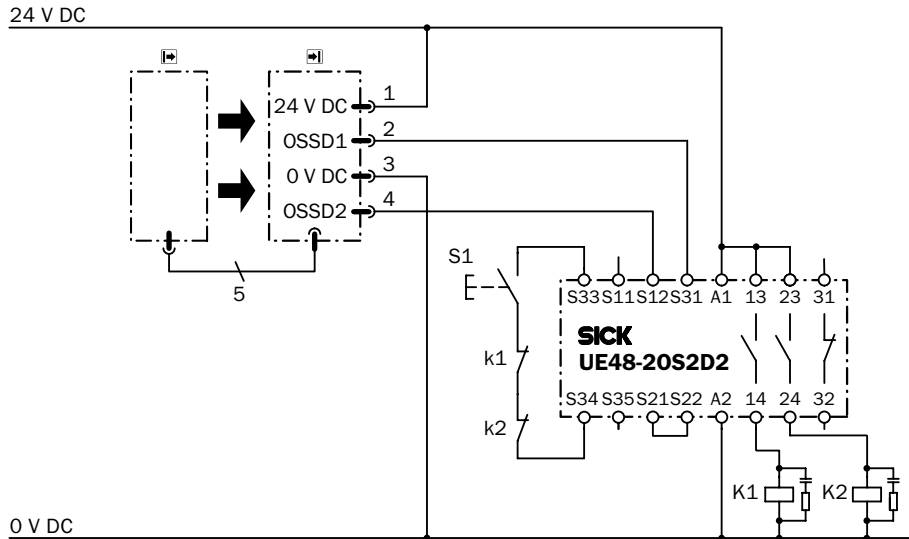 24 V DC
24 V DC
1
OSSD1
2
0 V DC
3
OSSD2
4
5
S1
k1
k2
S33 S11 S12 S31 A1 13 23 31
SICK
UE48-20S2D2
S34 S35 S21 S22 A2 14 24 32
K1
K2
0 V DC